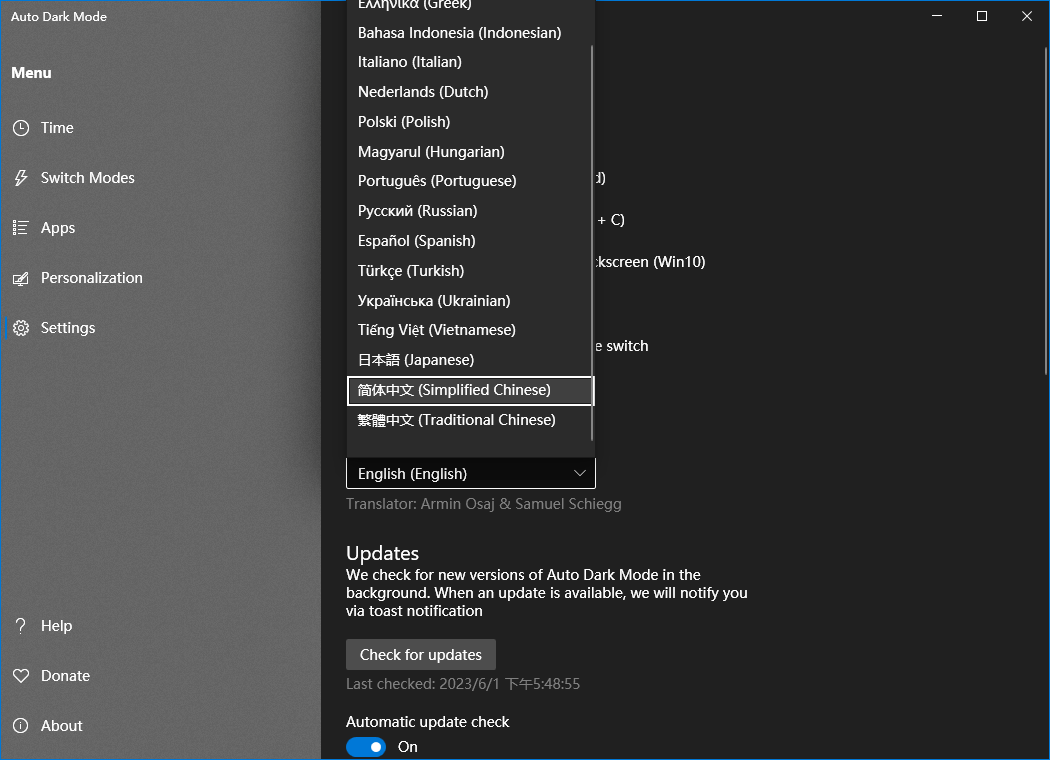 Auto Dark Mode
Menu
Time
Switch Modes
Apps
Personalization
Settings
Help
Donate
About
Ελληνικά (Greek)
Bahasa Indonesia (Indonesian)
Italiano (Italian)
Nederlands (Dutch)
Polski (Polish)
Magyarul (Hungarian)
Português (Portuguese)
d)
Русский (Russian)
+ C)
Español (Spanish)
ckscreen (Win10)
Türkçe (Turkish)
Українська (Ukrainian)
Tiếng Việt (Vietnamese)
e switch
日本語 (Japanese)
简体中文 (Simplified Chinese)
繁體中文 (Traditional Chinese)
English (English)
Translator: Armin Osaj & Samuel Schiegg
Updates
We check for new versions of Auto Dark Mode in the
background. When an update is available, we will notify you
via toast notification
Check for updates
Last checked: 2023/6/1 下午5:48:55
Automatic update check
On